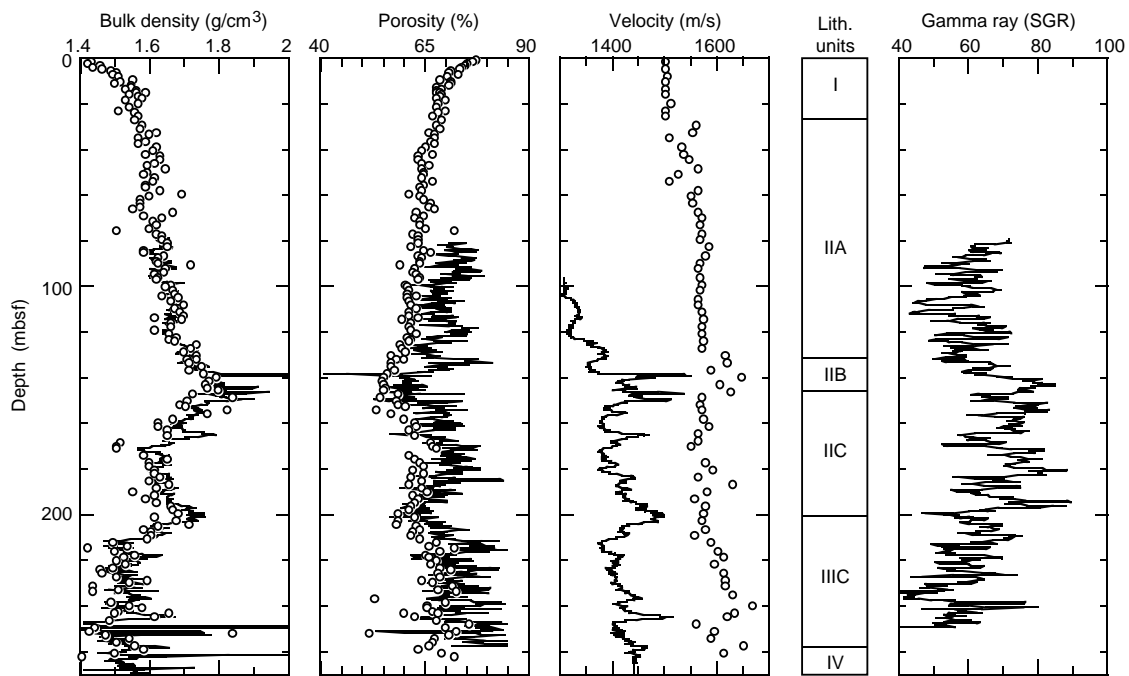 Bulk density (g/cm3) Porosity (%) Velocity (m/s) Lith. units Gamma ray (SGR)
1.4 1.6 1.8 2 40 65 90 1400 1600 40 60 80 100
0
100
200
Depth (mbsf)
I
IIA
IIB
IIC
IIIC
IV